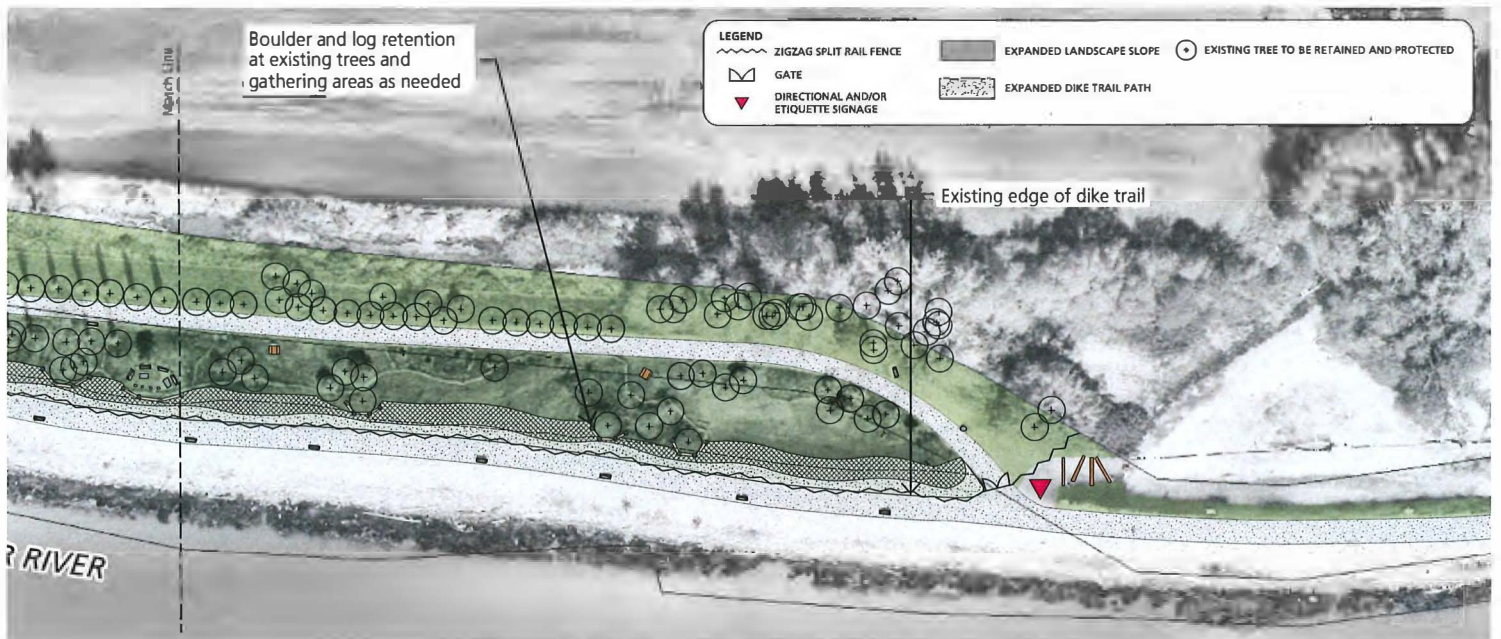 Boulder and log retention
at existing trees and
gathering areas as needed
Match Line
LEGEND
ZIGZAG SPLIT RAIL FENCE
GATE
DIRECTIONAL AND/OR
ETIQUETTE SIGNAGE
EXPANDED LANDSCAPE SLOPE
EXPANDED DIKE TRAIL PATH
EXISTING TREE TO BE RETAINED AND PROTECTED
Existing edge of dike trail
R RIVER